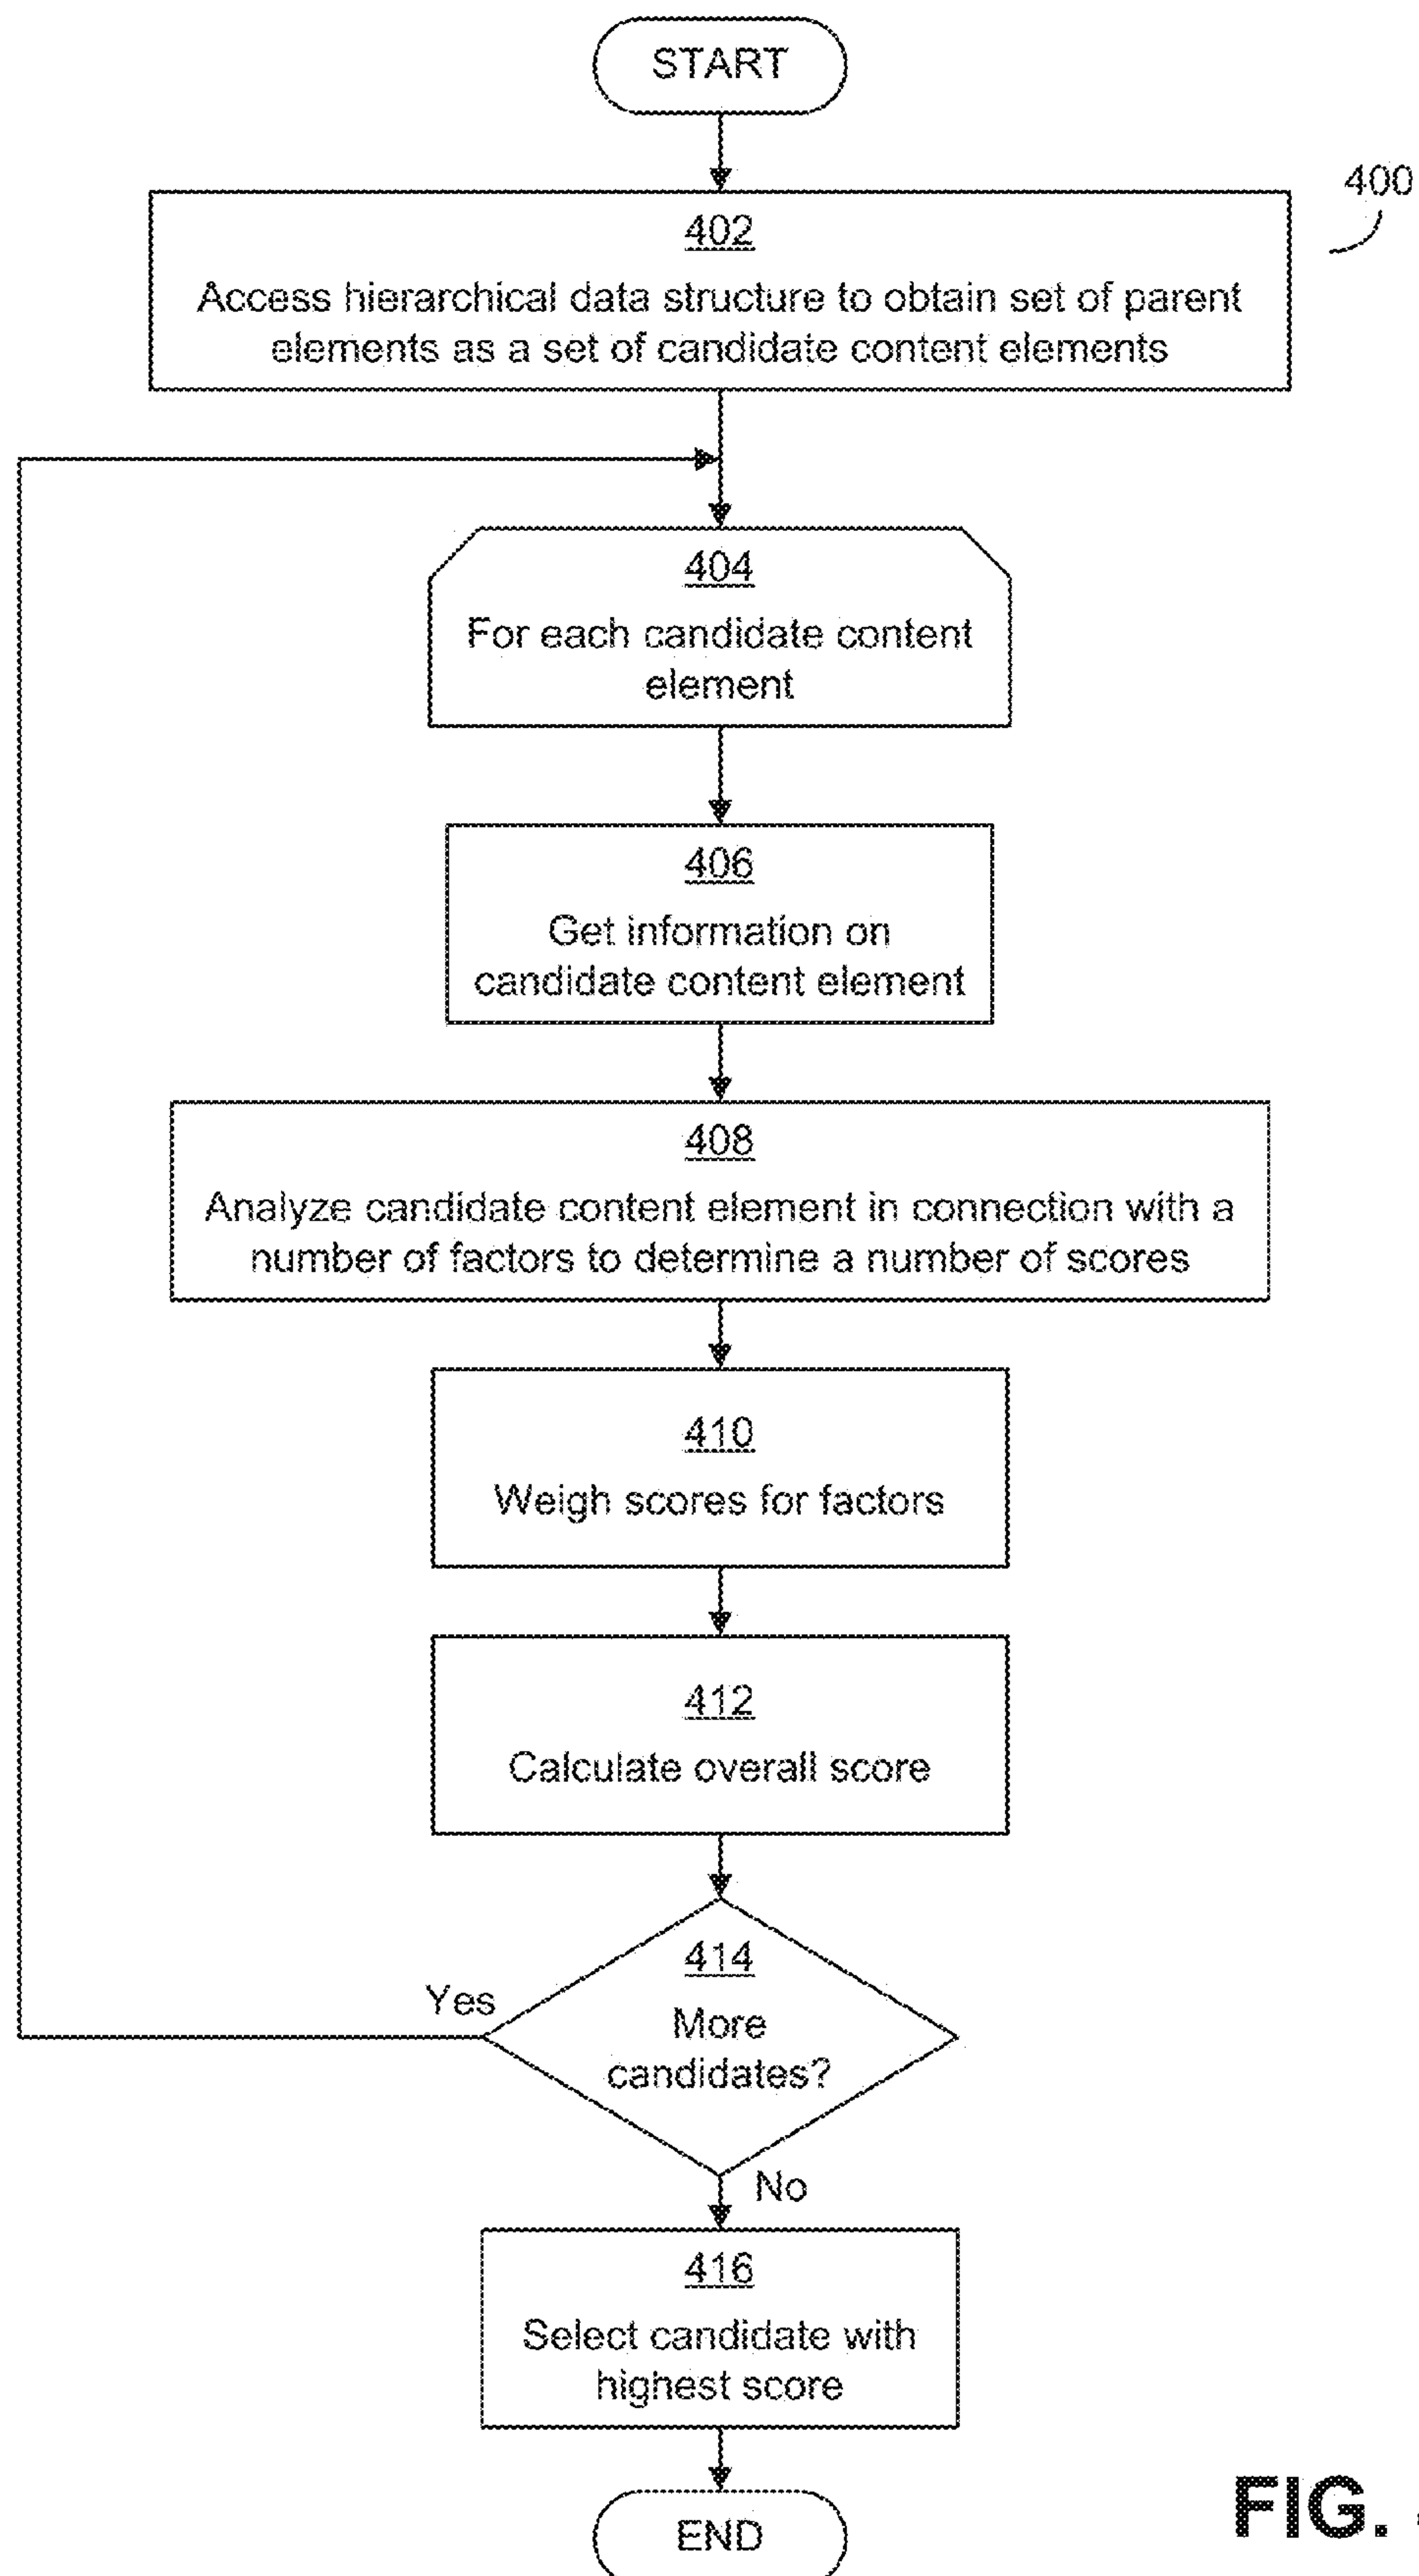 START
400
402
Access hierarchical data structure to obtain set of parent
elements as a set of candidate content elements
404
For each candidate content
element
406
Get information on
candidate content element
408
Analyze candidate content element in connection with a
number of factors to determine a number of scores
410
Weigh scores for factors
412
Calculate overall score
414
Yes
More
candidates?
No
416
Select candidate with
highest score
END
FIG.